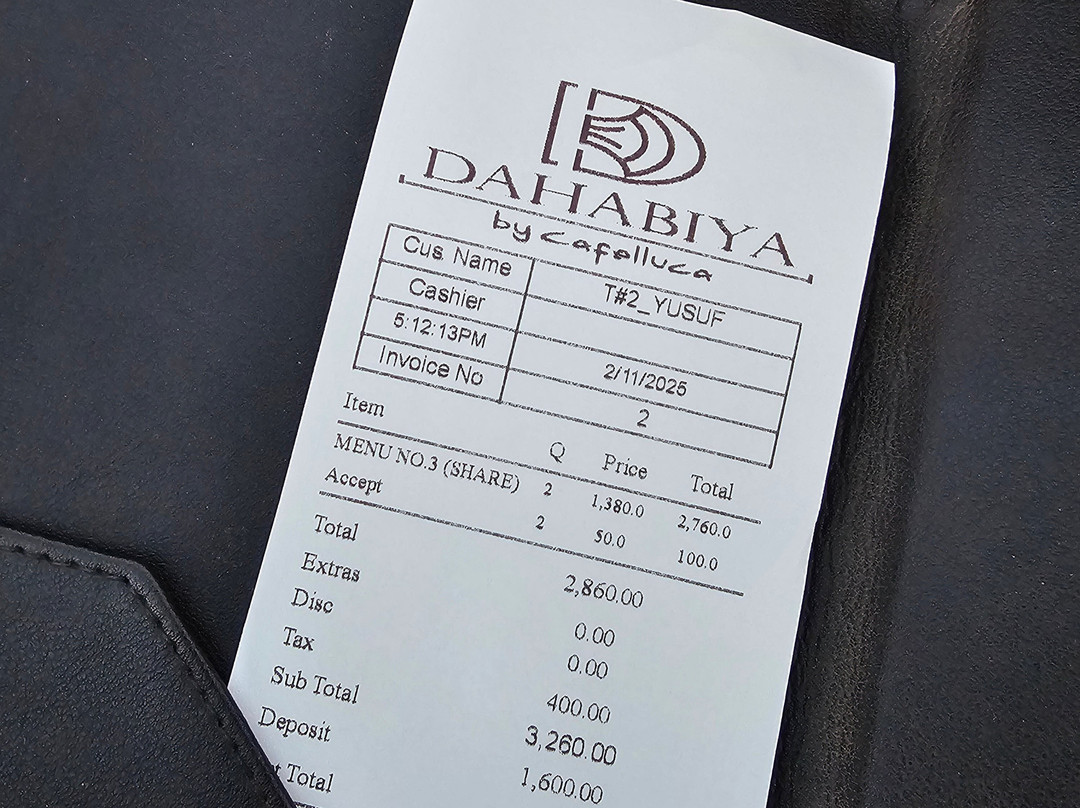 DAHABIYA
by Cafelluca
Cus. Name T#2_YUSUF
Cashier
5:12:13PM 2/11/2025
Invoice No 2
Item Q Price Total
MENU NO.3 (SHARE) 2 1,380.0 2,760.0
Accept 2 50.0 100.0
Total 2,860.00
Extras 0.00
Disc 0.00
Tax 400.00
Sub Total 3,260.00
Deposit 1,600.00
t Total